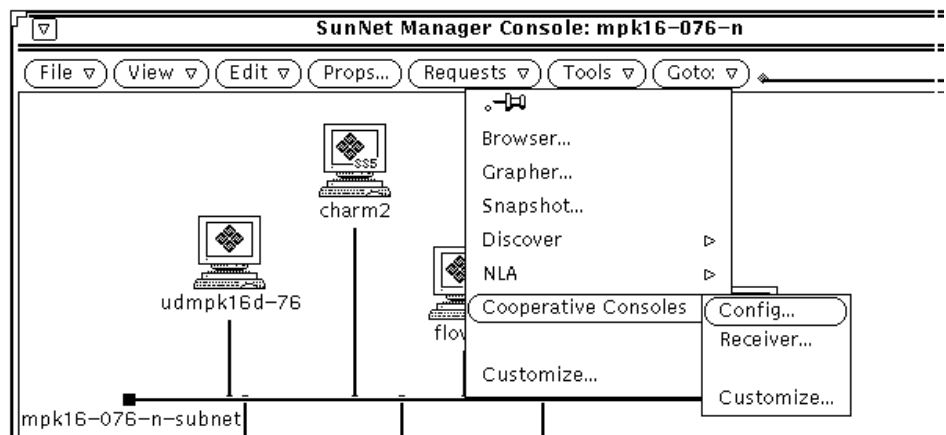 SunNet Manager Console: mpk16-076-n
File View Edit Props... Requests Tools Goto:
Browser...
Grapher...
Snapshot...
Discover
NLA
Cooperative Consoles
Customize...
Config...
Receiver...
Customize...
SS5
charm2
udmpk16d-76
mpk16-076-n-subnet